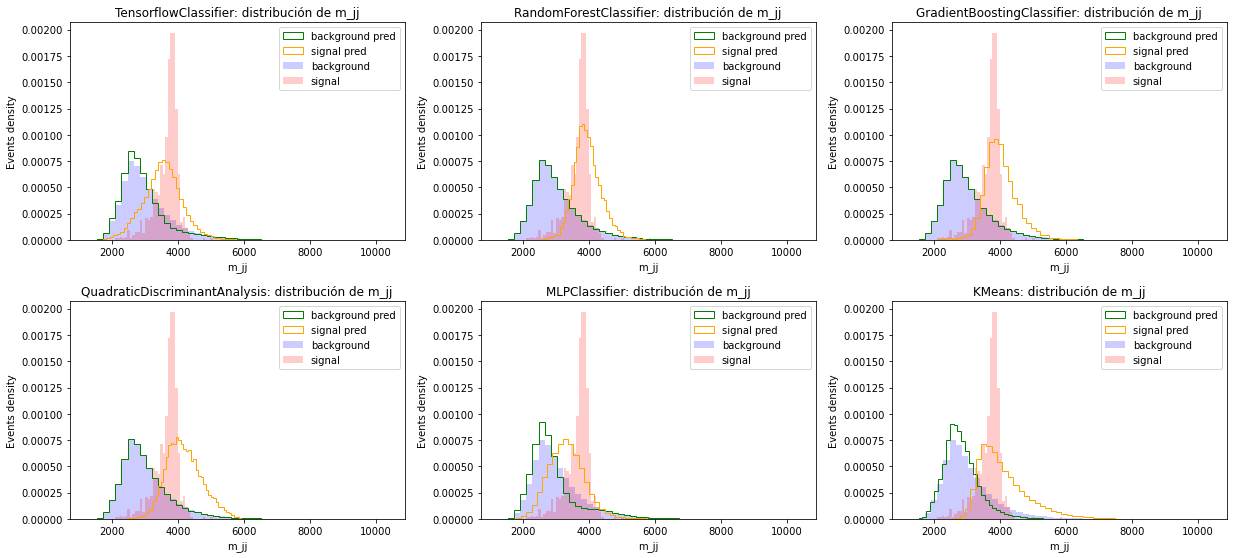 TensorflowClassifier: distribución de m_jj
0.00200
0.00175
0.00150
0.00125
0.00100
0.00075
0.00050
0.00025
0.00000
Events density
background pred
signal pred
background
signal
2000 4000 6000 8000 10000
m_jj
RandomForestClassifier: distribución de m_jj
0.00200
0.00175
0.00150
0.00125
0.00100
0.00075
0.00050
0.00025
0.00000
Events density
background pred
signal pred
background
signal
2000 4000 6000 8000 10000
m_jj
GradientBoostingClassifier: distribución de m_jj
0.00200
0.00175
0.00150
0.00125
0.00100
0.00075
0.00050
0.00025
0.00000
Events density
background pred
signal pred
background
signal
2000 4000 6000 8000 10000
m_jj
QuadraticDiscriminantAnalysis: distribución de m_jj
0.00200
0.00175
0.00150
0.00125
0.00100
0.00075
0.00050
0.00025
0.00000
Events density
background pred
signal pred
background
signal
2000 4000 6000 8000 10000
m_jj
MLPClassifier: distribución de m_jj
0.00200
0.00175
0.00150
0.00125
0.00100
0.00075
0.00050
0.00025
0.00000
Events density
background pred
signal pred
background
signal
2000 4000 6000 8000 10000
m_jj
KMeans: distribución de m_jj
0.00200
0.00175
0.00150
0.00125
0.00100
0.00075
0.00050
0.00025
0.00000
Events density
background pred
signal pred
background
signal
2000 4000 6000 8000 10000
m_jj